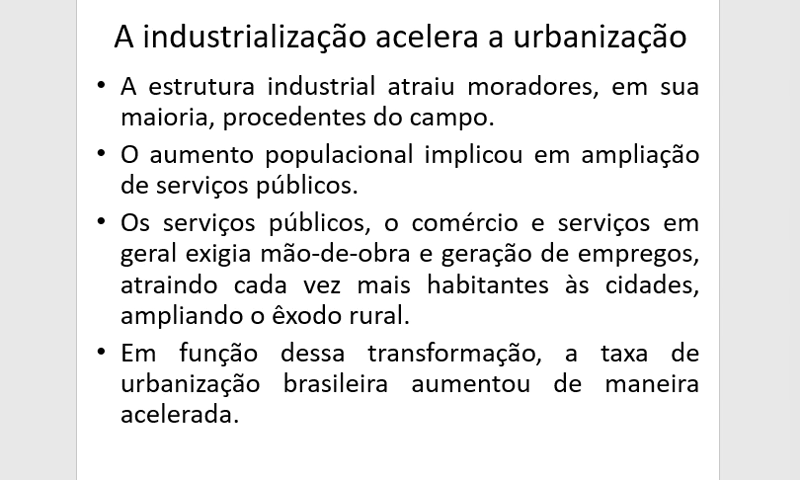 A industrialização acelera a urbanização
• A estrutura industrial atraiu moradores, em sua
maioria, procedentes do campo.
• O aumento populacional implicou em ampliação
de serviços públicos.
• Os serviços públicos, o comércio e serviços em
geral exigia mão-de-obra e geração de empregos,
atraindo cada vez mais habitantes às cidades,
ampliando o êxodo rural.
• Em função dessa transformação, a taxa de
urbanização brasileira aumentou de maneira
acelerada.